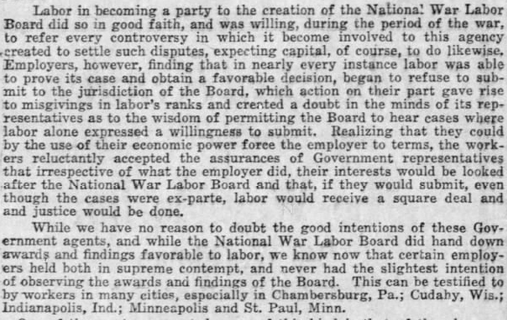 Labor in becoming a party to the creation of the National War Labor
Board did so in good faith, and was willing, during the period of the war,
to refer every controversy in which it become involved to this agency
created to settle such disputes, expecting capital, of course, to do likewise.
Employers, however, finding that in nearly every instance labor was able
to prove its case and obtain a favorable decision, began to refuse to sub-
mit to the jurisdiction of the Board, which action on their part gave rise
to misgivings in labor's ranks and created a doubt in the minds of its rep-
resentatives as to the wisdom of permitting the Board to hear cases where
labor alone expressed a willingness to submit. Realizing that they could
by the use of their economic power force the employer to terms, the work-
ers reluctantly accepted the assurances of Government representatives
that irrespective of what the employer did, their interests would be looked
after the National War Labor Board and that, if they would submit, even
though the cases were ex-parte, labor would receive a square deal and
and justice would be done.
While we have no reason to doubt the good intentions of these Gov-
ernment agents, and while the National War Labor Board did hand down
awards and findings favorable to labor, we know now that certain employ-
ers held both in supreme contempt, and never had the slightest intention
of observing the awards and findings of the Board. This can be testified to
by workers in many cities, especially in Chambersburg, Pa.; Cudaby, Wis.;
Indianapolis, Ind.; Minneapolis and St. Paul, Minn.